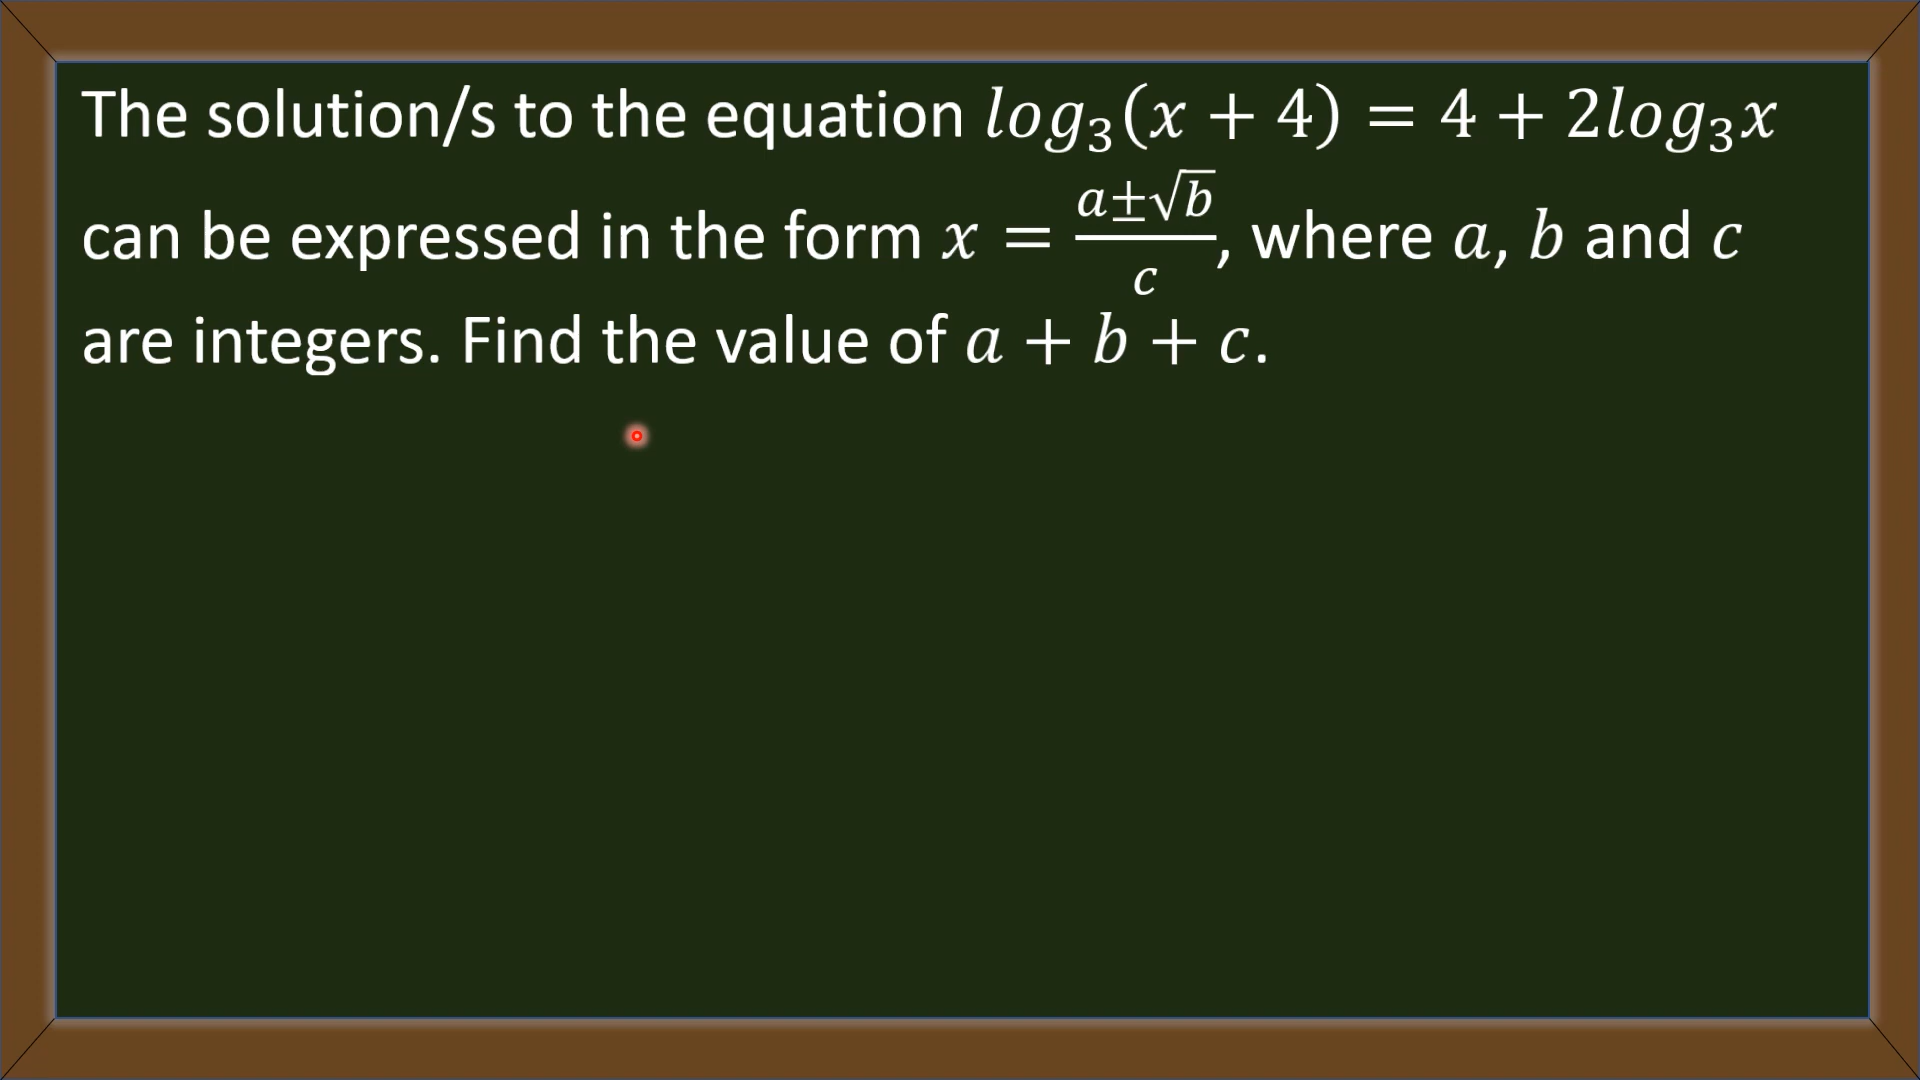 The solution/s to the equation log₃(x + 4) = 4 + 2log₃x
can be expressed in the form x = (a±√b)/c, where a, b and c
are integers. Find the value of a + b + c.